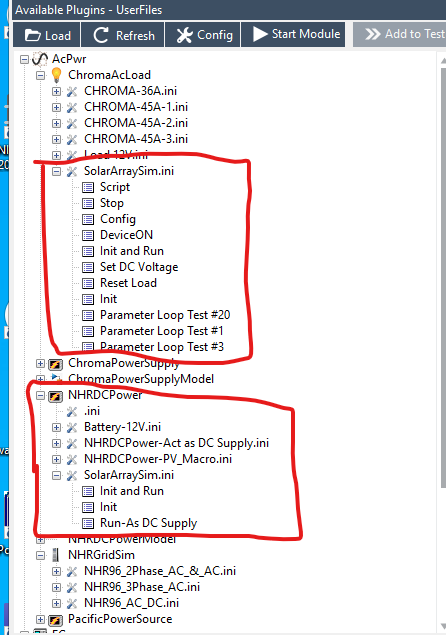 Available Plugins - UserFiles
Load Refresh Config Start Module Add to Test
AcPwr
ChromaAcLoad
CHROMA-36A.ini
CHROMA-45A-1.ini
CHROMA-45A-2.ini
CHROMA-45A-3.ini
Load 12V.ini
SolarArraySim.ini
Script
Stop
Config
DeviceON
Init and Run
Set DC Voltage
Reset Load
Init
Parameter Loop Test #20
Parameter Loop Test #1
Parameter Loop Test #3
ChromaPowerSupply
ChromaPowerSupplyModel
NHRDCPower
.ini
Battery-12V.ini
NHRDCPower-Act as DC Supply.ini
NHRDCPower-PV_Macro.ini
SolarArraySim.ini
Init and Run
Init
Run-As DC Supply
NHRDCPowerModel
NHRGridSim
NHR96_2Phase_AC_&_AC.ini
NHR96_3Phase_AC.ini
NHR96_AC_DC.ini
PacificPowerSource